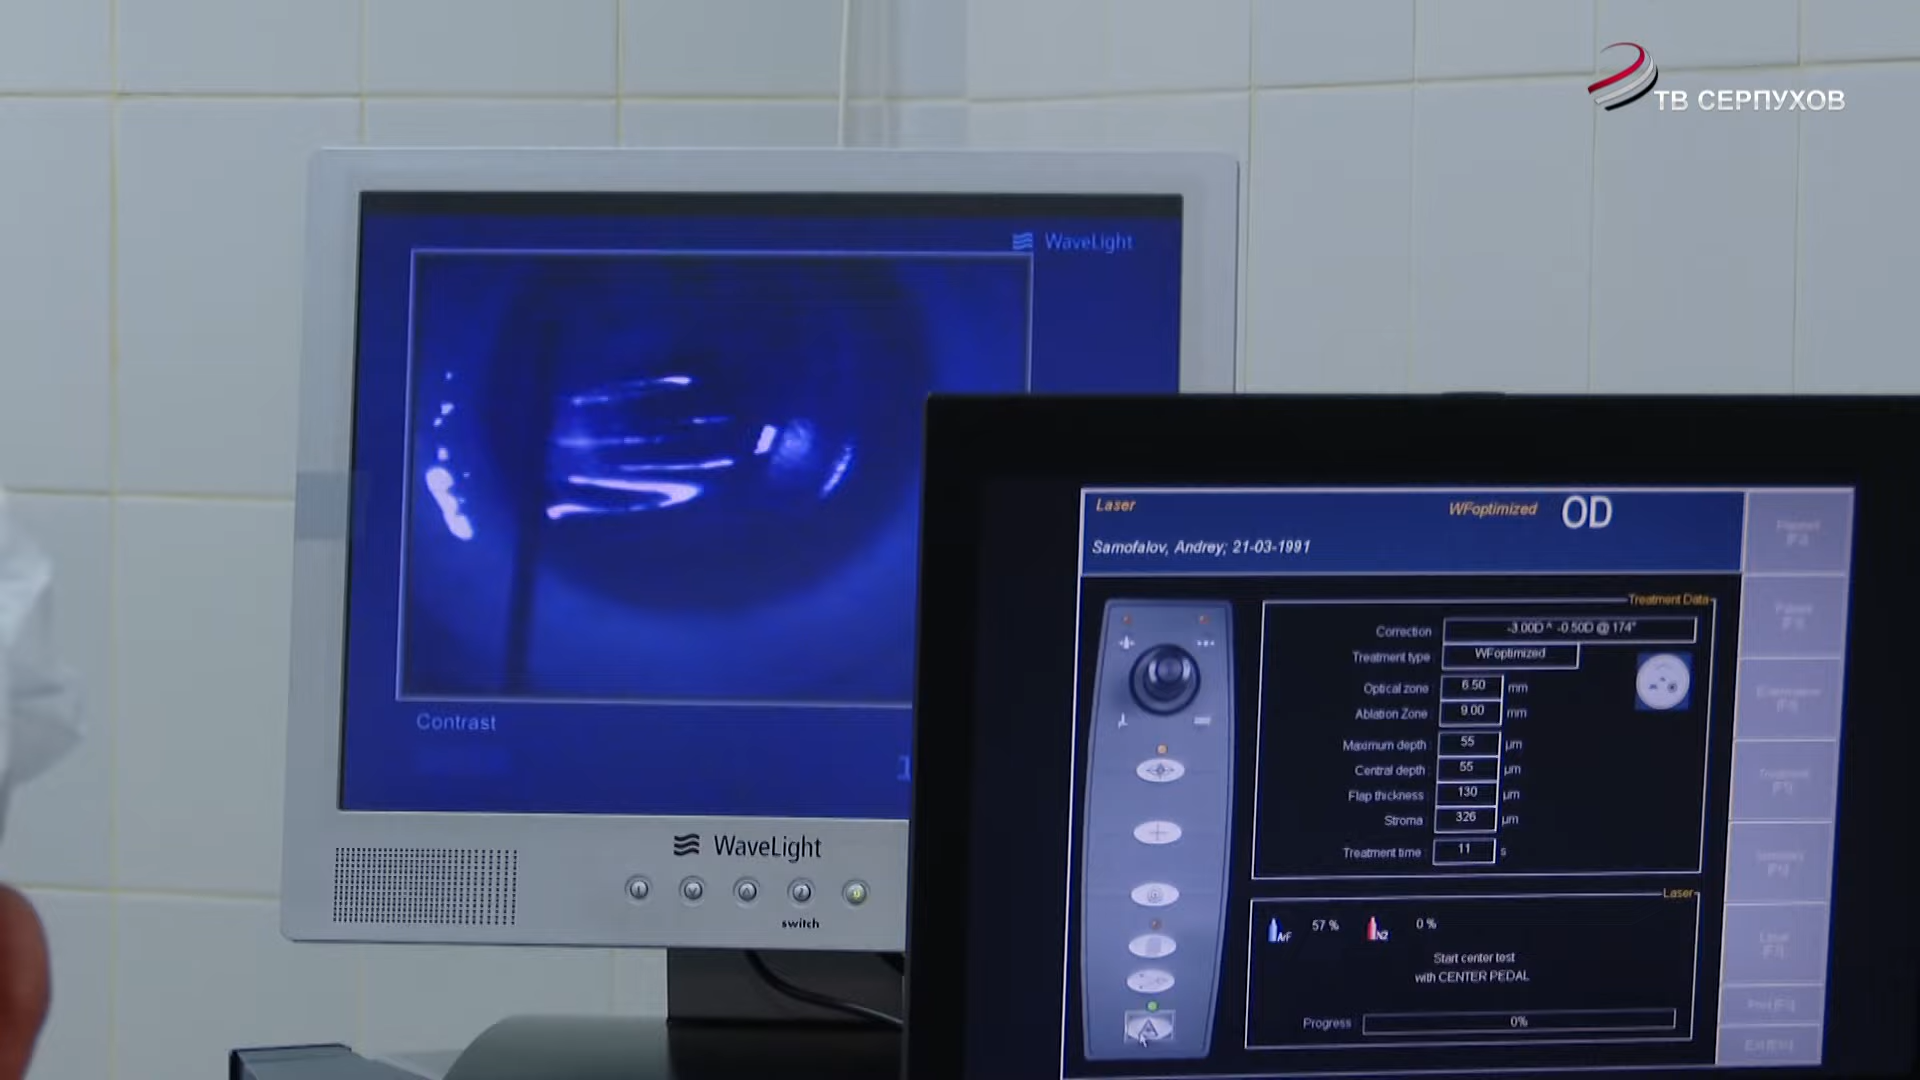 ТВ СЕРПУХОВ
WaveLight
Contrast
WaveLight
switch
Laser
WFoptimized
OD
Samofalov, Andrey; 21-03-1991
Treatment Data
Correction -3.00D ^ -0.50D @ 174°
Treatment type WFoptimized
Optical zone 6.50 mm
Ablation Zone 9.00 mm
Maximum depth 55 µm
Central depth 55 µm
Flap thickness 130 µm
Stroma 326 µm
Treatment time 11 s
Laser
ArF 57 % N2 0 %
Start center test
with CENTER PEDAL
Progress 0%